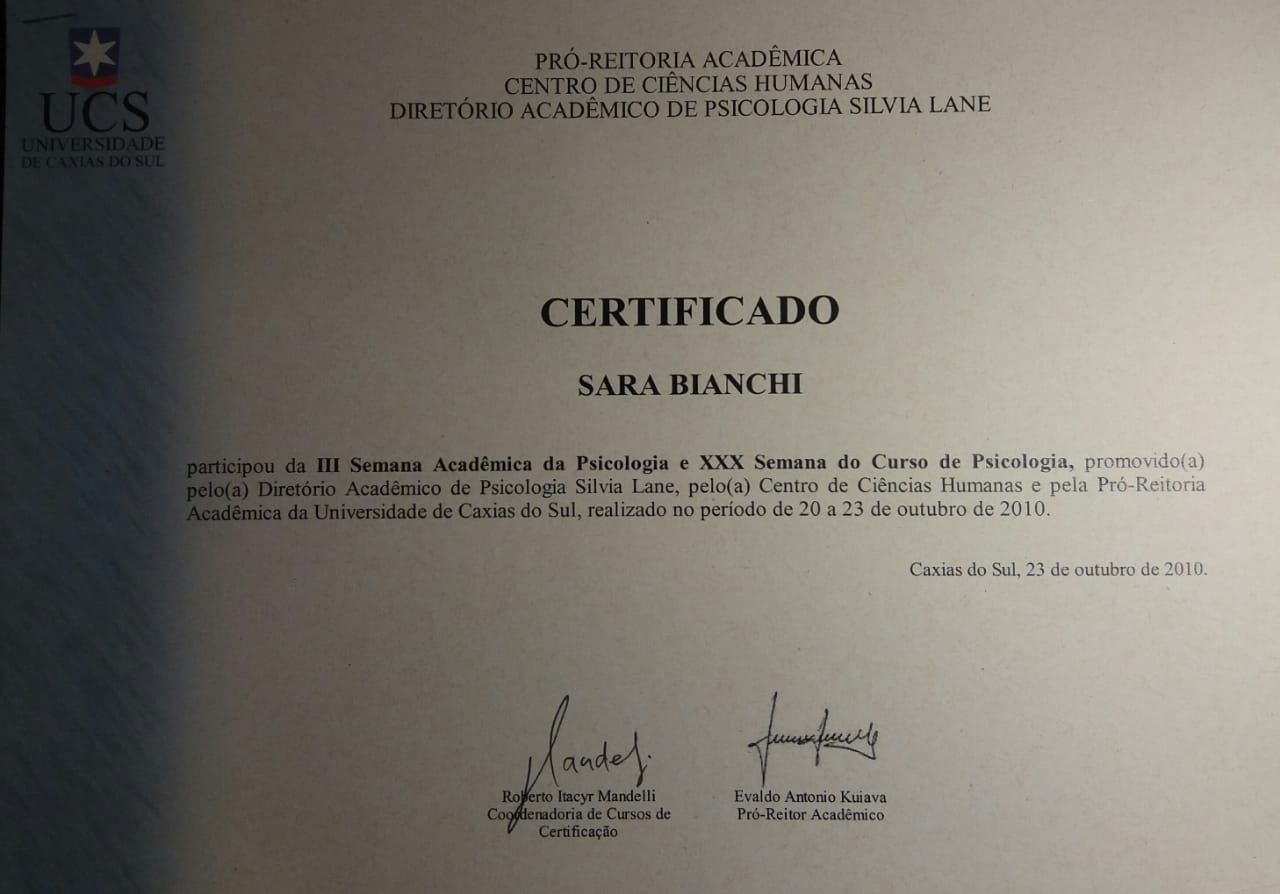 UCS
UNIVERSIDADE
DE CAXIAS DO SUL
PRÓ-REITORIA ACADÊMICA
CENTRO DE CIÊNCIAS HUMANAS
DIRETÓRIO ACADÊMICO DE PSICOLOGIA SILVIA LANE
CERTIFICADO
SARA BIANCHI
participou da III Semana Acadêmica da Psicologia e XXX Semana do Curso de Psicologia, promovido(a)
pelo(a) Diretório Acadêmico de Psicologia Silvia Lane, pelo(a) Centro de Ciências Humanas e pela Pró-Reitoria
Acadêmica da Universidade de Caxias do Sul, realizado no período de 20 a 23 de outubro de 2010.
Caxias do Sul, 23 de outubro de 2010.
Roberto Itacyr Mandelli
Coordenadoria de Cursos de
Certificação
Evaldo Antonio Kuiava
Pró-Reitor Acadêmico